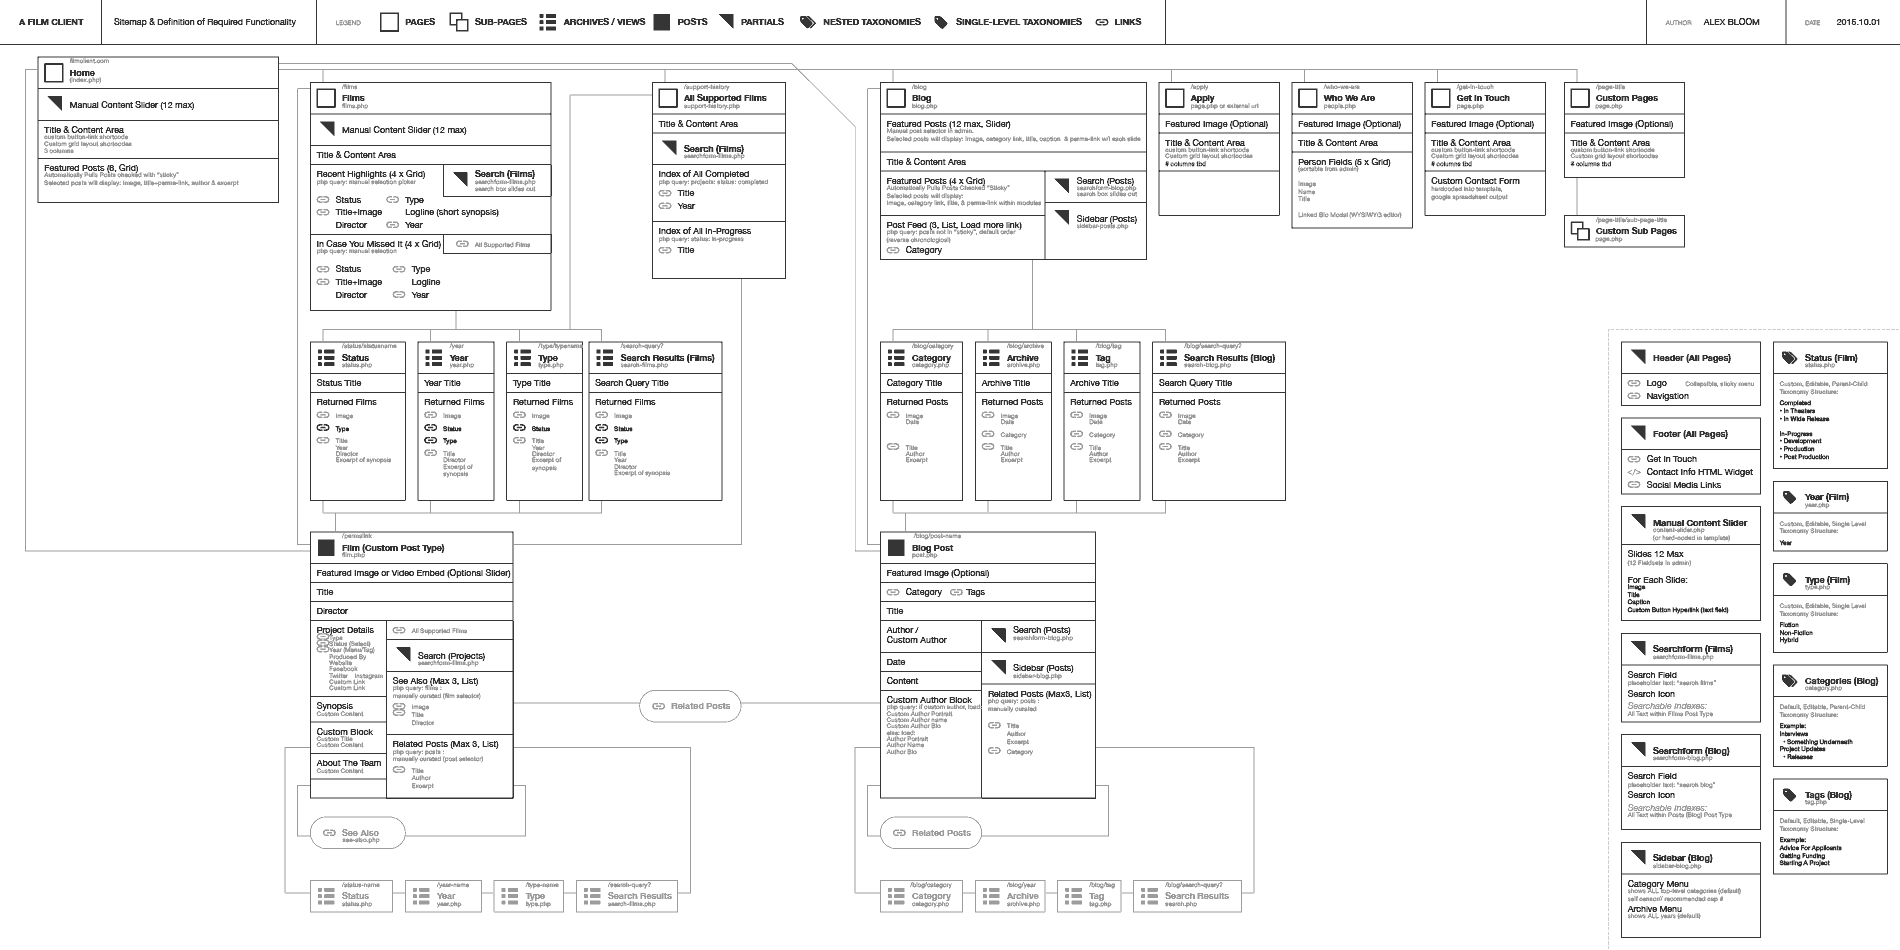 A FILM CLIENT
Sitemap & Definition of Required Functionality
LEGEND
PAGES
SUB-PAGES
ARCHIVES / VIEWS
POSTS
PARTIALS
NESTED TAXONOMIES
SINGLE-LEVEL TAXONOMIES
LINKS
AUTHOR ALEX BLOOM
DATE 2015.10.01
filmclient.com
Home
(index.php)
Manual Content Slider (12 max)
Title & Content Area
custom button-link shortcode
Custom grid layout shortcodes
3 columns
Featured Posts (6, Grid)
Automatically Pulls Posts checked with "sticky"
Selected posts will display: image, title+perma-link, author & excerpt
/films
Films
films.php
Manual Content Slider (12 max)
Title & Content Area
Recent Highlights (4 x Grid)
php query: manual selection picker
Search (Films)
searchform-films.php
search box slides out
Status Type
Title+Image Logline (short synopsis)
Director Year
In Case You Missed It (4 x Grid)
php query: manual selection
All Supported Films
Status Type
Title+Image Logline
Director Year
/support-history
All Supported Films
support-history.php
Title & Content Area
Search (Films)
searchform-films.php
Index of All Completed
php query: projects: status: completed
Title
Year
Index of All In-Progress
php query: status: in-progress
Title
/blog
Blog
blog.php
Featured Posts (12 max, Slider)
Manual post selector in admin.
Selected posts will display: Image, category link, title, caption & perma-link w/i each slide
Title & Content Area
Featured Posts (4 x Grid)
Automatically Pulls Posts Checked "Sticky"
Selected posts will display:
Image, category link, title, & perma-link within modules
Search (Posts)
searchform-blog.php
search box slides out
Post Feed (3, List, Load more link)
php query: posts not in "sticky", default order
(reverse chronological)
Category
Sidebar (Posts)
sidebar-posts.php
/apply
Apply
page.php or external url
Featured Image (Optional)
Title & Content Area
custom button-link shortcodes
Custom grid layout shortcodes
# columns tbd
/who-we-are
Who We Are
people.php
Featured Image (Optional)
Title & Content Area
Person Fields (5 x Grid)
(sortable from admin)
Image
Name
Title
Linked Bio Modal (WYSIWYG editor)
/get-in-touch
Get in Touch
page.php
Featured Image (Optional)
Title & Content Area
custom button-link shortcodes
Custom grid layout shortcodes
# columns tbd
Custom Contact Form
hardcoded into template,
google spreadsheet output
/page-title
Custom Pages
page.php
Featured Image (Optional)
Title & Content Area
custom button-link shortcodes
Custom grid layout shortcodes
# columns tbd
/page-title/sub-page-title
Custom Sub Pages
page.php
/status/statusname
Status
status.php
Status Title
Returned Films
Image
Type
Title
Year
Director
Excerpt of synopsis
/year
Year
year.php
Year Title
Returned Films
Image
Status
Type
Title
Director
Excerpt of
synopsis
/type/typename
Type
type.php
Type Title
Returned Films
Image
Status
Title
Year
Director
Excerpt of
synopsis
/search-query?
Search Results (Films)
search-films.php
Search Query Title
Returned Films
Image
Status
Type
Title
Year
Director
Excerpt of synopsis
/blog/category
Category
category.php
Category Title
Returned Posts
Image
Date
Title
Author
Excerpt
/blog/archive
Archive
archive.php
Archive Title
Returned Posts
Image
Date
Category
Title
Author
Excerpt
/blog/tag
Tag
tag.php
Archive Title
Returned Posts
Image
Date
Category
Title
Author
Excerpt
/blog/search-query?
Search Results (Blog)
search-blog.php
Search Query Title
Returned Posts
Image
Date
Category
Title
Author
Excerpt
/permalink
Film (Custom Post Type)
film.php
Featured Image or Video Embed (Optional Slider)
Title
Director
Project Details
Type
Status (Select)
Year (Menu/Tag)
Produced By
Website
Facebook
Twitter Instagram
Custom Link
Custom Link
Synopsis
Custom Content
Custom Block
Custom Title
Custom Content
About The Team
Custom Content
All Supported Films
Search (Projects)
searchform-films.php
See Also (Max 3, List)
php query: films :
manually curated (film selector)
Image
Title
Director
Related Posts (Max 3, List)
php query: posts :
manually curated (post selector)
Title
Author
Excerpt
Related Posts
/blog/post-name
Blog Post
post.php
Featured Image (Optional)
Category Tags
Title
Author /
Custom Author
Date
Content
Custom Author Block
php query: if custom author, load
Custom Author Portrait
Custom Author name
Custom Author Bio
else: load:
Author Portrait
Author Name
Author Bio
Search (Posts)
searchform-blog.php
Sidebar (Posts)
sidebar-blog.php
Related Posts (Max3, List)
php query: posts :
manually curated
Title
Author
Excerpt
Category
See Also
see-also.php
Related Posts
/status-name
Status
status.php
/year-name
Year
year.php
/type-name
Type
type.php
/search-query?
Search Results
search-films.php
/blog/category
Category
category.php
/blog/year
Archive
archive.php
/blog/tag
Tag
tag.php
/blog/search-query?
Search Results
search.php
Header (All Pages)
Logo Collapsible, sticky menu
Navigation
Footer (All Pages)
Get in Touch
</> Contact Info HTML Widget
Social Media Links
Manual Content Slider
content-slider.php
(or hard-coded in template)
Slides 12 Max
(12 Fieldsets in admin)
For Each Slide:
Image
Title
Caption
Custom Button Hyperlink (text field)
Searchform (Films)
searchform-films.php
Search Field
placeholder text: "search films"
Search Icon
Searchable Indexes:
All Text within Films Post Type
Searchform (Blog)
searchform-blog.php
Search Field
placeholder text: "search blog"
Search Icon
Searchable Indexes:
All Text within Posts (Blog) Post Type
Sidebar (Blog)
sidebar-blog.php
Category Menu
shows ALL top-level categories (default)
Archive Menu
shows ALL years (default)
Status (Film)
status.php
Custom, Editable, Parent-Child
Taxonomy Structure:
Completed
• In Theaters
• In Wide Release
In-Progress
• Development
• Production
• Post Production
Year (Film)
year.php
Custom, Editable, Single Level
Taxonomy Structure:
Year
Type (Film)
type.php
Custom, Editable, Single Level
Taxonomy Structure:
Fiction
Non-Fiction
Hybrid
Categories (Blog)
category.php
Default, Editable, Parent-Child
Taxonomy Structure:
Example:
Interviews
• Something Underneath
Project Updates
• Releases
Tags (Blog)
tag.php
Default, Editable, Single-Level
Taxonomy Structure:
Example:
Advice For Applicants
Getting Funding
Starting A Project